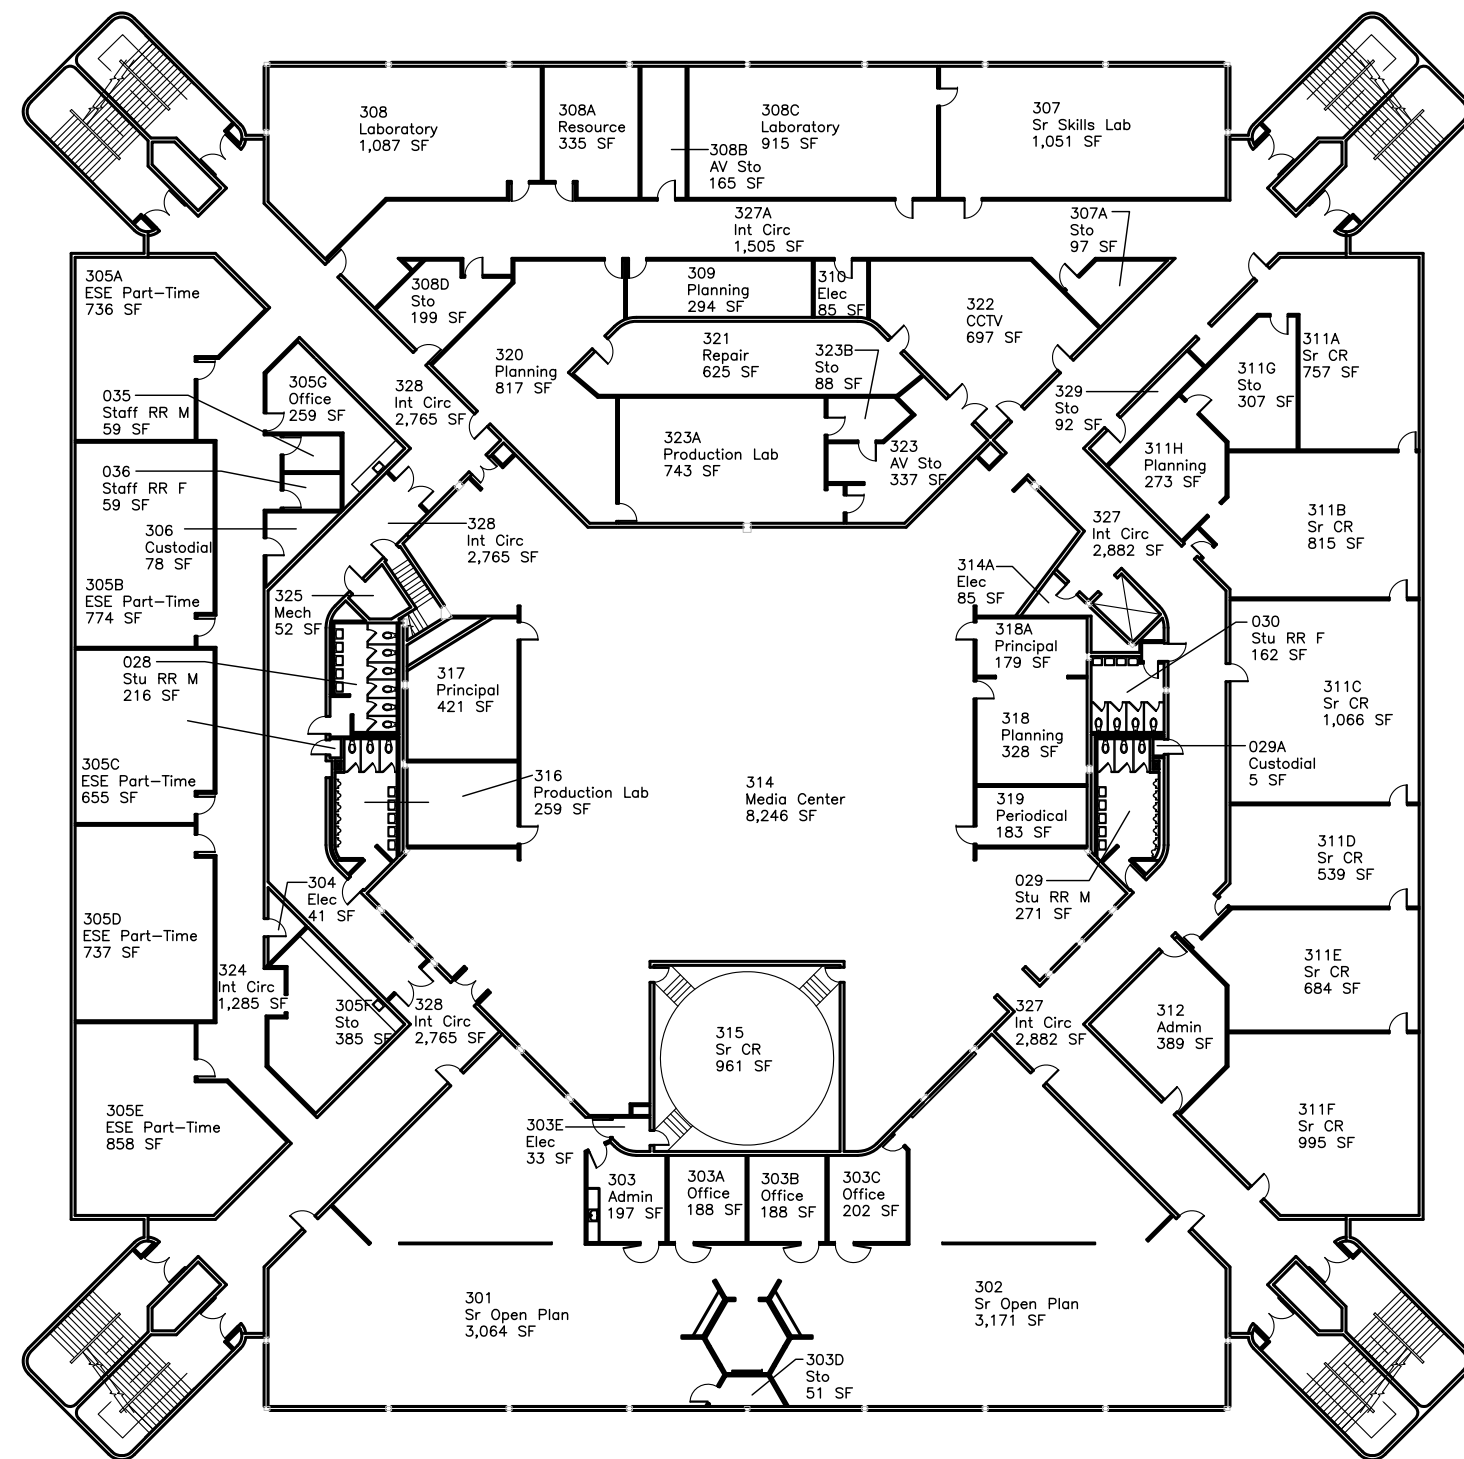 308
Laboratory
1,087 SF
308A
Resource
335 SF
308B
AV Sto
165 SF
308C
Laboratory
915 SF
307
Sr Skills Lab
1,051 SF
327A
Int Circ
1,505 SF
307A
Sto
97 SF
305A
ESE Part-Time
736 SF
308D
Sto
199 SF
309
Planning
294 SF
310
Elec
85 SF
322
CCTV
697 SF
311A
Sr CR
757 SF
320
Planning
817 SF
321
Repair
625 SF
323B
Sto
88 SF
311G
Sto
307 SF
305G
Office
259 SF
328
Int Circ
2,765 SF
329
Sto
92 SF
035
Staff RR M
59 SF
323A
Production Lab
743 SF
323
AV Sto
337 SF
311H
Planning
273 SF
036
Staff RR F
59 SF
306
Custodial
78 SF
328
Int Circ
2,765 SF
327
Int Circ
2,882 SF
311B
Sr CR
815 SF
305B
ESE Part-Time
774 SF
325
Mech
52 SF
314A
Elec
85 SF
318A
Principal
179 SF
030
Stu RR F
162 SF
028
Stu RR M
216 SF
317
Principal
421 SF
311C
Sr CR
1,066 SF
318
Planning
328 SF
029A
Custodial
5 SF
305C
ESE Part-Time
655 SF
316
Production Lab
259 SF
314
Media Center
8,246 SF
319
Periodical
183 SF
311D
Sr CR
539 SF
304
Elec
41 SF
029
Stu RR M
271 SF
305D
ESE Part-Time
737 SF
311E
Sr CR
684 SF
324
Int Circ
1,285 SF
305F
Sto
385 SF
328
Int Circ
2,765 SF
315
Sr CR
961 SF
327
Int Circ
2,882 SF
312
Admin
389 SF
305E
ESE Part-Time
858 SF
303E
Elec
33 SF
311F
Sr CR
995 SF
303
Admin
197 SF
303A
Office
188 SF
303B
Office
188 SF
303C
Office
202 SF
301
Sr Open Plan
3,064 SF
302
Sr Open Plan
3,171 SF
303D
Sto
51 SF